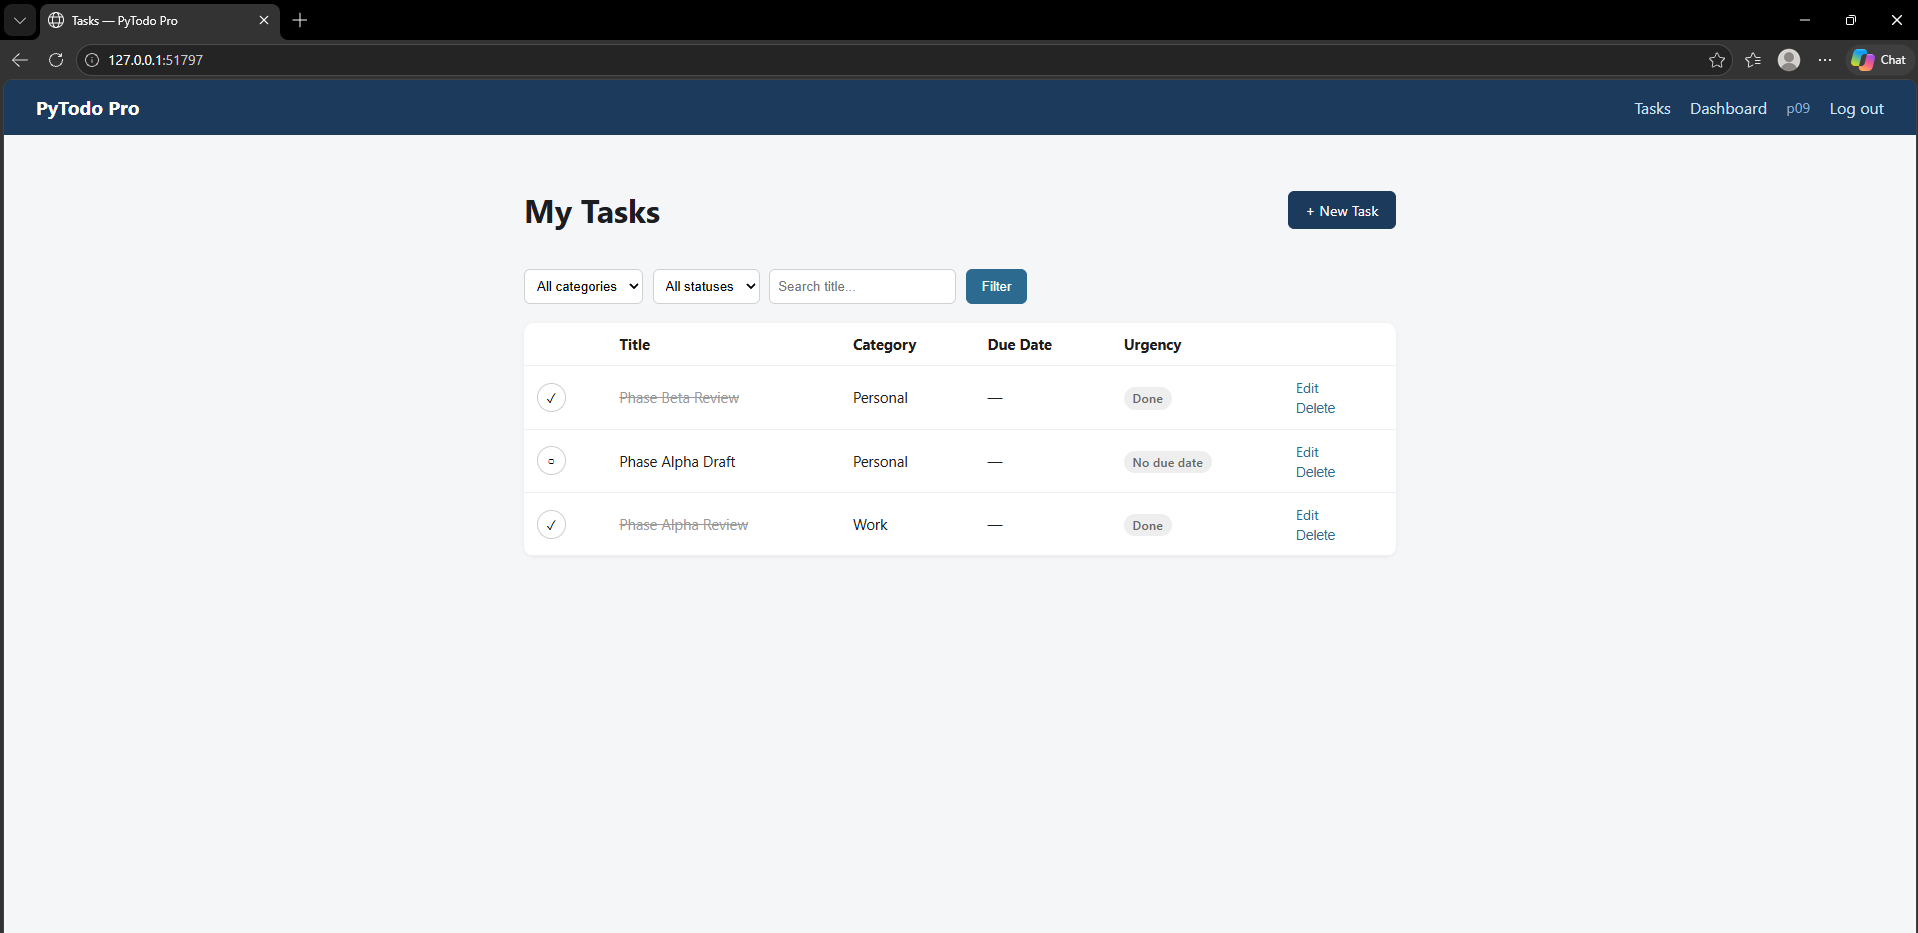 Tasks — PyTodo Pro
127.0.0.1:51797
Chat
PyTodo Pro
Tasks Dashboard p09 Log out
My Tasks
+ New Task
All categories All statuses Search title... Filter
Title Category Due Date Urgency
✓ Phase Beta Review Personal — Done Edit
Delete
Phase Alpha Draft Personal — No due date Edit
Delete
✓ Phase Alpha Review Work — Done Edit
Delete